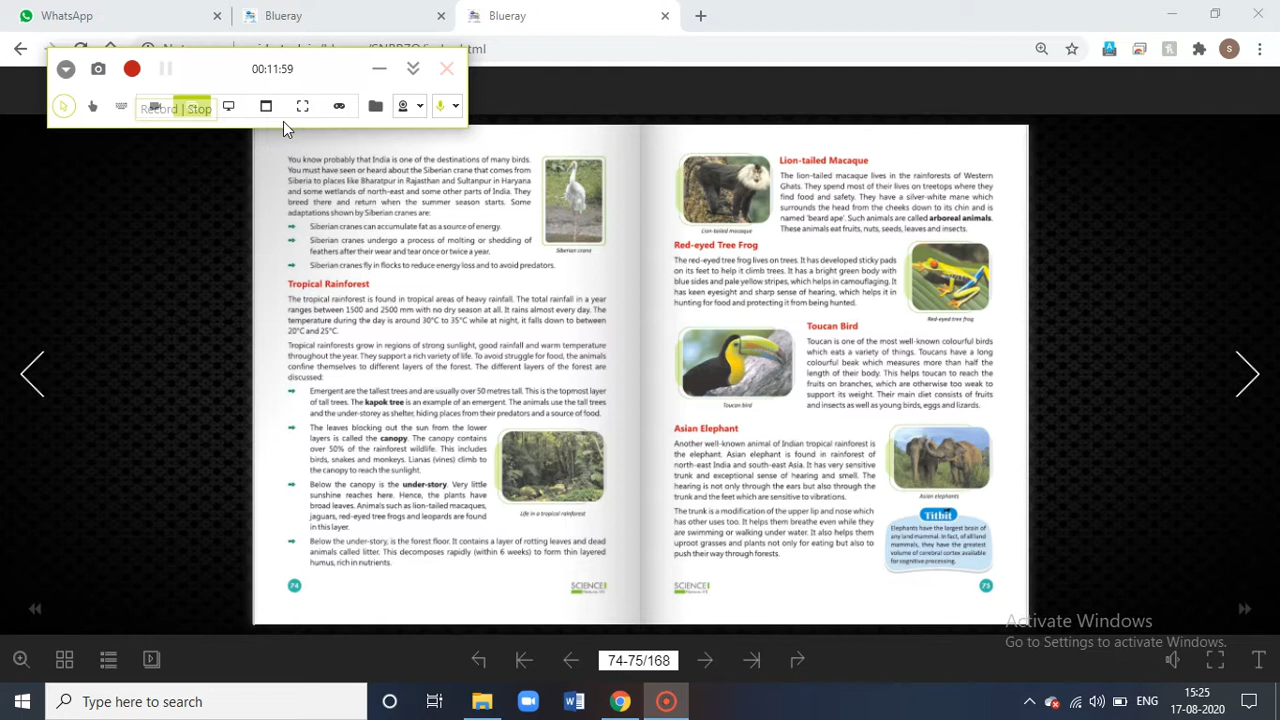 WhatsApp
Blueray
Blueray
00:11:59
Record | Stop
You know probably that India is one of the destinations of many birds.
You must have seen or heard about the Siberian crane that comes from
Siberia to places like Bharatpur in Rajasthan and Sultanpur in Haryana
and some wetlands of north-east and some other parts of India. They
breed there and return when the summer season starts. Some
adaptations shown by Siberian cranes are:
Siberian cranes can accumulate fat as a source of energy.
Siberian cranes undergo a process of molting or shedding of
feathers after their wear and tear once or twice a year.
Siberian cranes fly in flocks to reduce energy loss and to avoid predators.
Siberian crane
Tropical Rainforest
The tropical rainforest is found in tropical areas of heavy rainfall. The total rainfall in a year
ranges between 1500 and 2500 mm with no dry season at all. It rains almost every day. The
temperature during the day is around 30°C to 35°C while at night, it falls down to between
20°C and 25°C.
Tropical rainforests grow in regions of strong sunlight, good rainfall and warm temperature
throughout the year. They support a rich variety of life. To avoid struggle for food, the animals
confine themselves to different layers of the forest. The different layers of the forest are
discussed:
Emergent are the tallest trees and are usually over 50 metres tall. This is the topmost layer
of tall trees. The kapok tree is an example of an emergent. The animals use the tall trees
and the under-storey as shelter, hiding places from their predators and a source of food.
The leaves blocking out the sun from the lower
layers is called the canopy. The canopy contains
over 50% of the rainforest wildlife. This includes
birds, snakes and monkeys. Lianas (vines) climb to
the canopy to reach the sunlight.
Below the canopy is the under-story. Very little
sunshine reaches here. Hence, the plants have
broad leaves. Animals such as lion-tailed macaques,
jaguars, red-eyed tree frogs and leopards are found
in this layer.
Life in a tropical rainforest
Below the under-story, is the forest floor. It contains a layer of rotting leaves and dead
animals called litter. This decomposes rapidly (within 6 weeks) to form thin layered
humus, rich in nutrients.
74
SCIENCE
Lion-tailed Macaque
The lion-tailed macaque lives in the rainforests of Western
Ghats. They spend most of their lives on treetops where they
find food and safety. They have a silver-white mane which
surrounds the head from the cheeks down to its chin and is
named 'beard ape'. Such animals are called arboreal animals.
These animals eat fruits, nuts, seeds, leaves and insects.
Lion-tailed macaque
Red-eyed Tree Frog
The red-eyed tree frog lives on trees. It has developed sticky pads
on its feet to help it climb trees. It has a bright green body with
blue sides and pale yellow stripes, which helps in camouflaging. It
has keen eyesight and sharp sense of hearing, which helps it in
hunting for food and protecting it from being hunted.
Red-eyed tree frog
Toucan Bird
Toucan is one of the most well-known colourful birds
which eats a variety of things. Toucans have a long
colourful beak which measures more than half the
length of their body. This helps toucan to reach the
fruits on branches, which are otherwise too weak to
support its weight. Their main diet consists of fruits
and insects as well as young birds, eggs and lizards.
Toucan bird
Asian Elephant
Another well-known animal of Indian tropical rainforest is
the elephant. Asian elephant is found in rainforest of
north-east India and south-east Asia. It has very sensitive
trunk and exceptional sense of hearing and smell. The
hearing is not only through the ears but also through the
trunk and the feet which are sensitive to vibrations.
Asian elephants
The trunk is a modification of the upper lip and nose which
has other uses too. It helps them breathe even while they
are swimming or walking under water. It also helps them
uproot grasses and plants not only for eating but also to
push their way through forests.
Titbit
Elephants have the largest brain of
any land mammal. In fact, of all land
mammals, they have the greatest
volume of cerebral cortex available
for cognitive processing.
SCIENCE
75
Activate Windows
Go to Settings to activate Windows.
74-75/168
Type here to search
ENG
15:25
17-08-2020